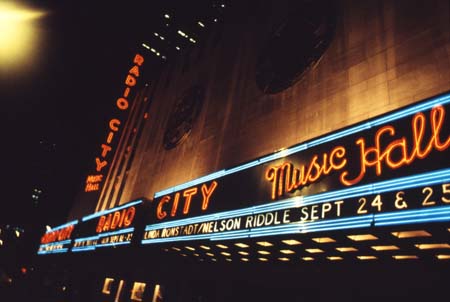 RADIO CITY
Music
Hall
RADIO CITY Music Hall
LINDA RONSTADT/NELSON RIDDLE SEPT 24 & 25